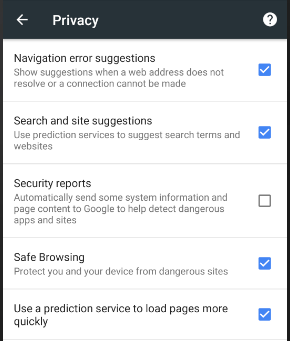 Privacy
Navigation error suggestions
Show suggestions when a web address does not
resolve or a connection cannot be made
Search and site suggestions
Use prediction services to suggest search terms and
websites
Security reports
Automatically send some system information and
page content to Google to help detect dangerous
apps and sites
Safe Browsing
Protect you and your device from dangerous sites
Use a prediction service to load pages more
quickly